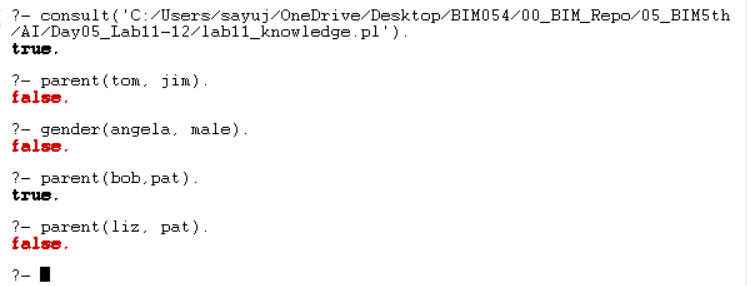 ?- consult('C:/Users/sayuj/OneDrive/Desktop/BIM054/00_BIM_Repo/05_BIM5th
/AI/Day05_Lab11-12/lab11_knowledge.pl').
true.
?- parent(tom, jim).
false.
?- gender(angela, male).
false.
?- parent(bob,pat).
true.
?- parent(liz, pat).
false.
?-